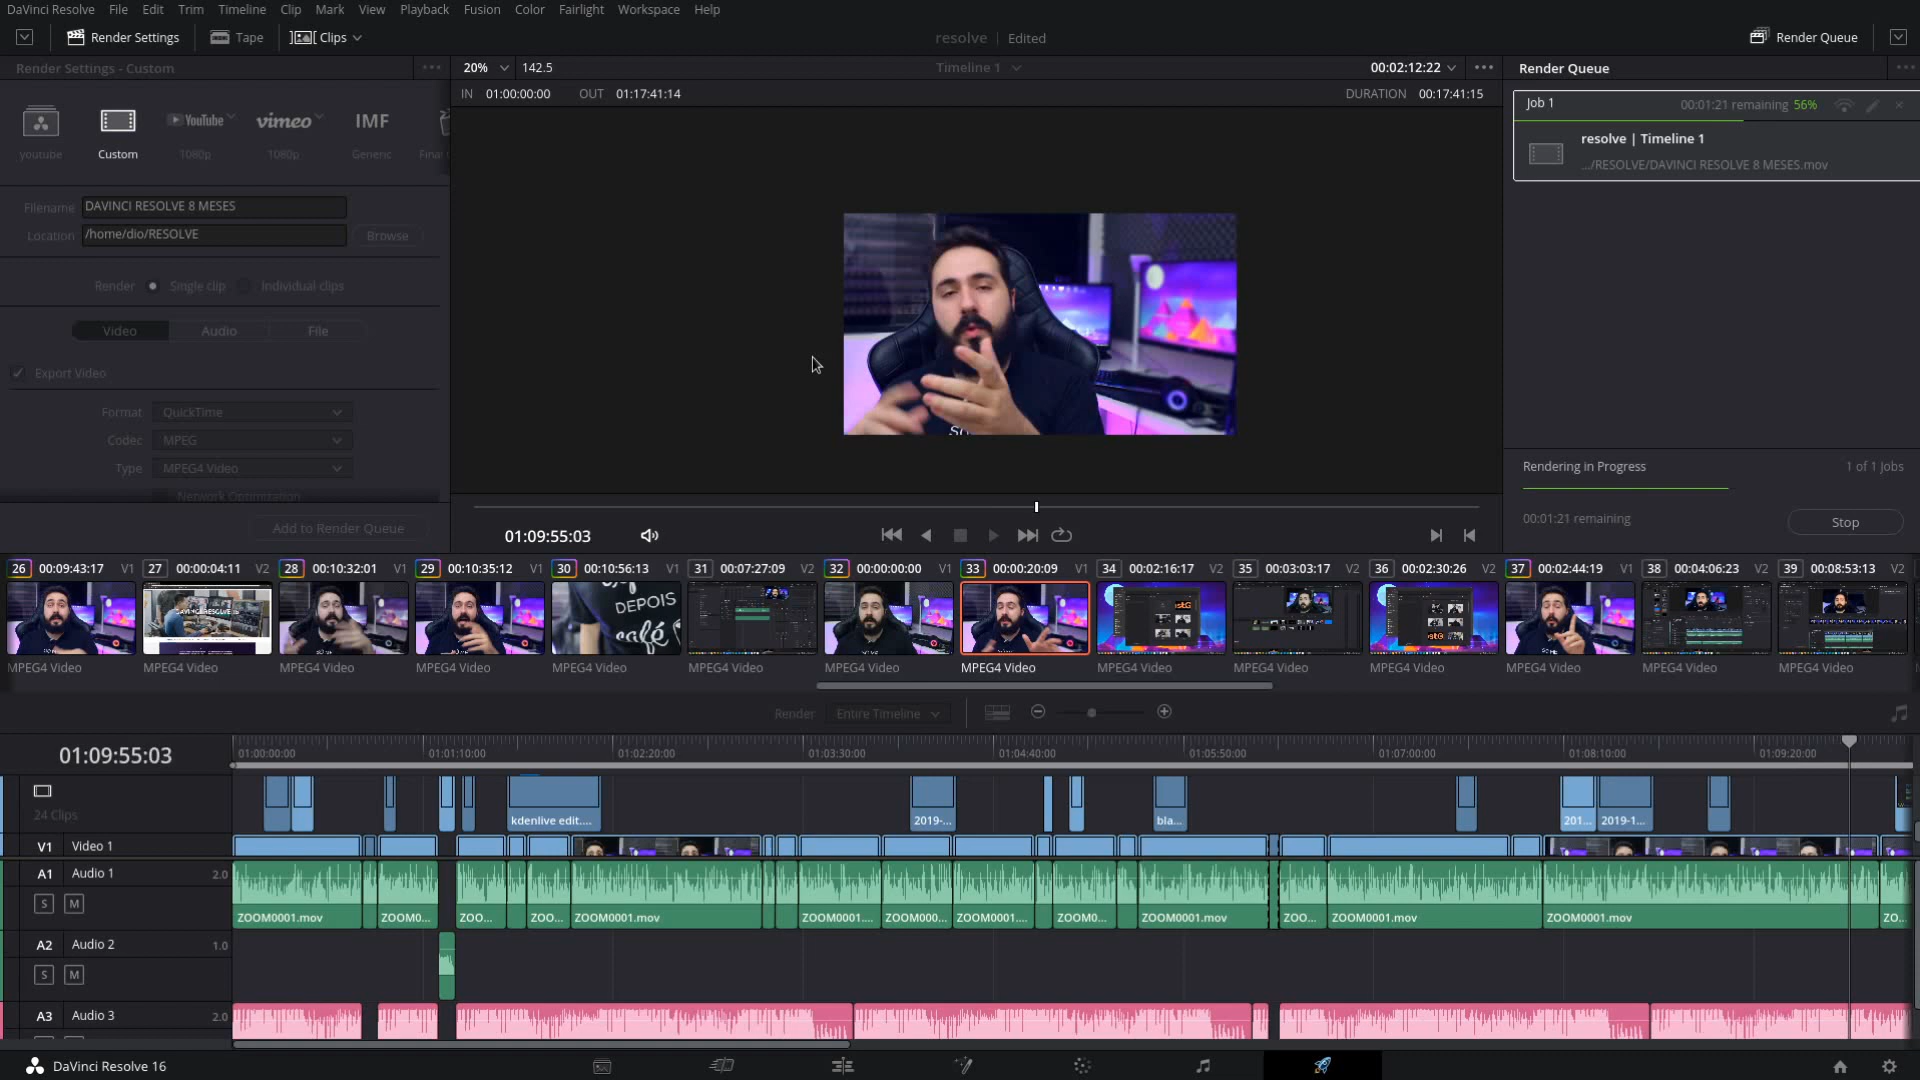 DaVinci Resolve File Edit Trim Timeline Clip Mark View Playback Fusion Color Fairlight Workspace Help
Render Settings Tape Clips resolve Edited Render Queue
Render Settings - Custom
20% 142.5 Timeline 1 00:02:12:22
Render Queue
IN 01:00:00:00 OUT 01:17:41:14 DURATION 00:17:41:15
Job 1 00:01:21 remaining 56%
resolve | Timeline 1
.../RESOLVE/DAVINCI RESOLVE 8 MESES.mov
YouTube vimeo IMF
youtube Custom 1080p 1080p Generic
Filename DAVINCI RESOLVE 8 MESES
Location /home/dio/RESOLVE Browse
Render Single clip Individual clips
Video Audio File
Export Video
Format QuickTime
Codec MPEG
Type MPEG4 Video
Network Optimization
Add to Render Queue
Rendering in Progress 1 of 1 Jobs
00:01:21 remaining Stop
01:09:55:03
26 00:09:43:17 V1 27 00:00:04:11 V2 28 00:10:32:01 V1 29 00:10:35:12 V1 30 00:10:56:13 V1 31 00:07:27:09 V2 32 00:00:00:00 V1 33 00:00:20:09 V1 34 00:02:16:17 V2 35 00:03:03:17 V2 36 00:02:30:26 V2 37 00:02:44:19 V1 38 00:04:06:23 V2 39 00:08:53:13 V2
DEPOIS
café
MPEG4 Video MPEG4 Video MPEG4 Video MPEG4 Video MPEG4 Video MPEG4 Video MPEG4 Video MPEG4 Video MPEG4 Video MPEG4 Video MPEG4 Video MPEG4 Video MPEG4 Video MPEG4 Video
Render Entire Timeline
01:09:55:03
01:00:00:00 01:01:10:00 01:02:20:00 01:03:30:00 01:04:40:00 01:05:50:00 01:07:00:00 01:08:10:00 01:09:20:00
24 Clips
kdenlive edit.... 2019-... bla... 201... 2019-1...
V1 Video 1
A1 Audio 1 2.0
S M
ZOOM0001.mov ZOOM0... ZOO... ZOO... ZOOM0001.mov ZOOM0001.... ZOOM000... ZOOM0001.... ZOOM0... ZOOM0001.mov ZOO... ZOOM0001.mov ZOOM0001.mov ZO...
A2 Audio 2 1.0
S M
A3 Audio 3 2.0
DaVinci Resolve 16